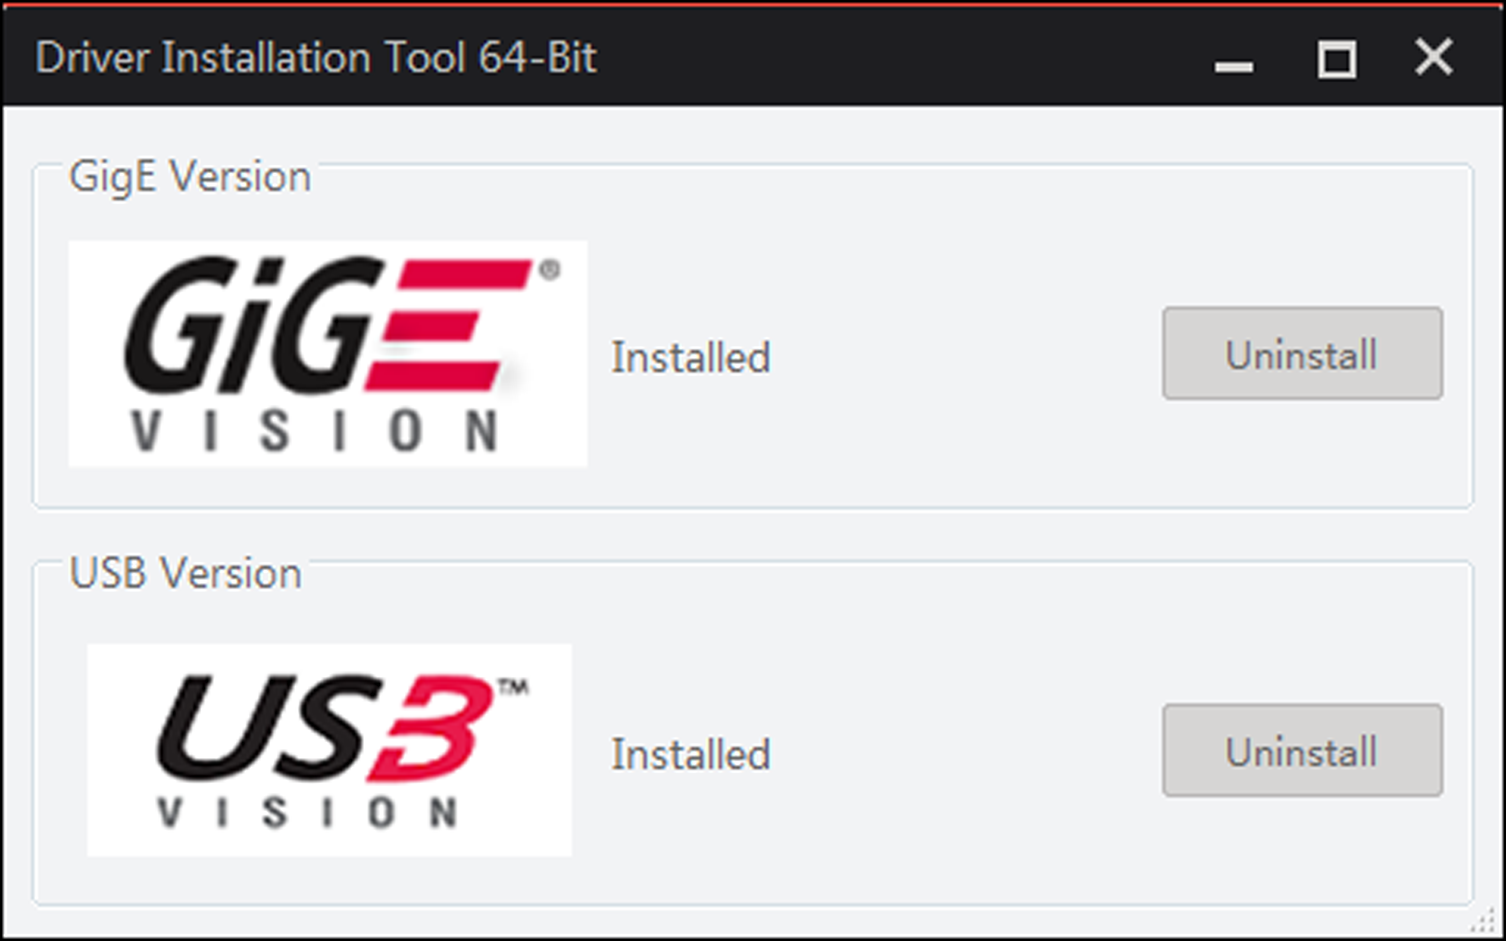 Driver Installation Tool 64-Bit
GigE Version
GiGE®
VISION
Installed
Uninstall
USB Version
USB™
VISION
Installed
Uninstall